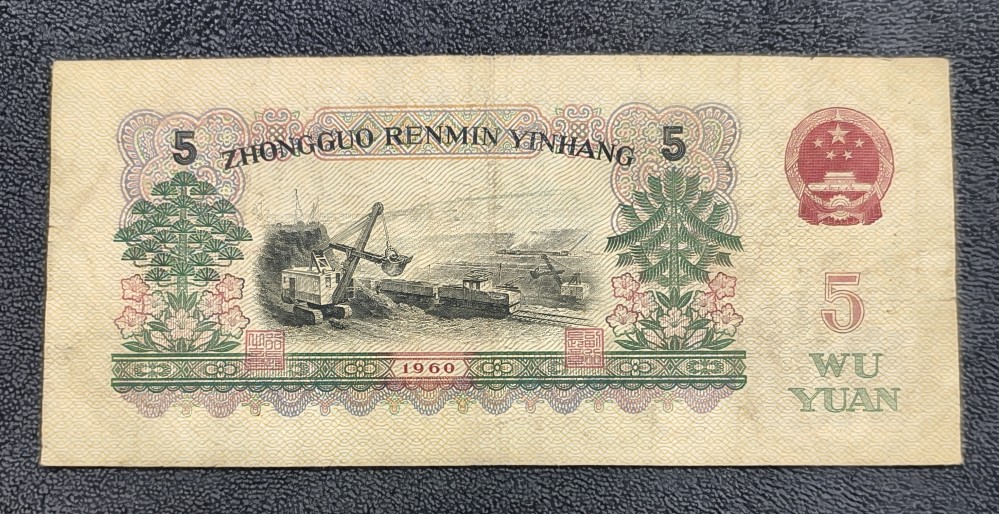 5 ZHONGGUO RENMIN YINHANG 5
1960
5
WU
YUAN